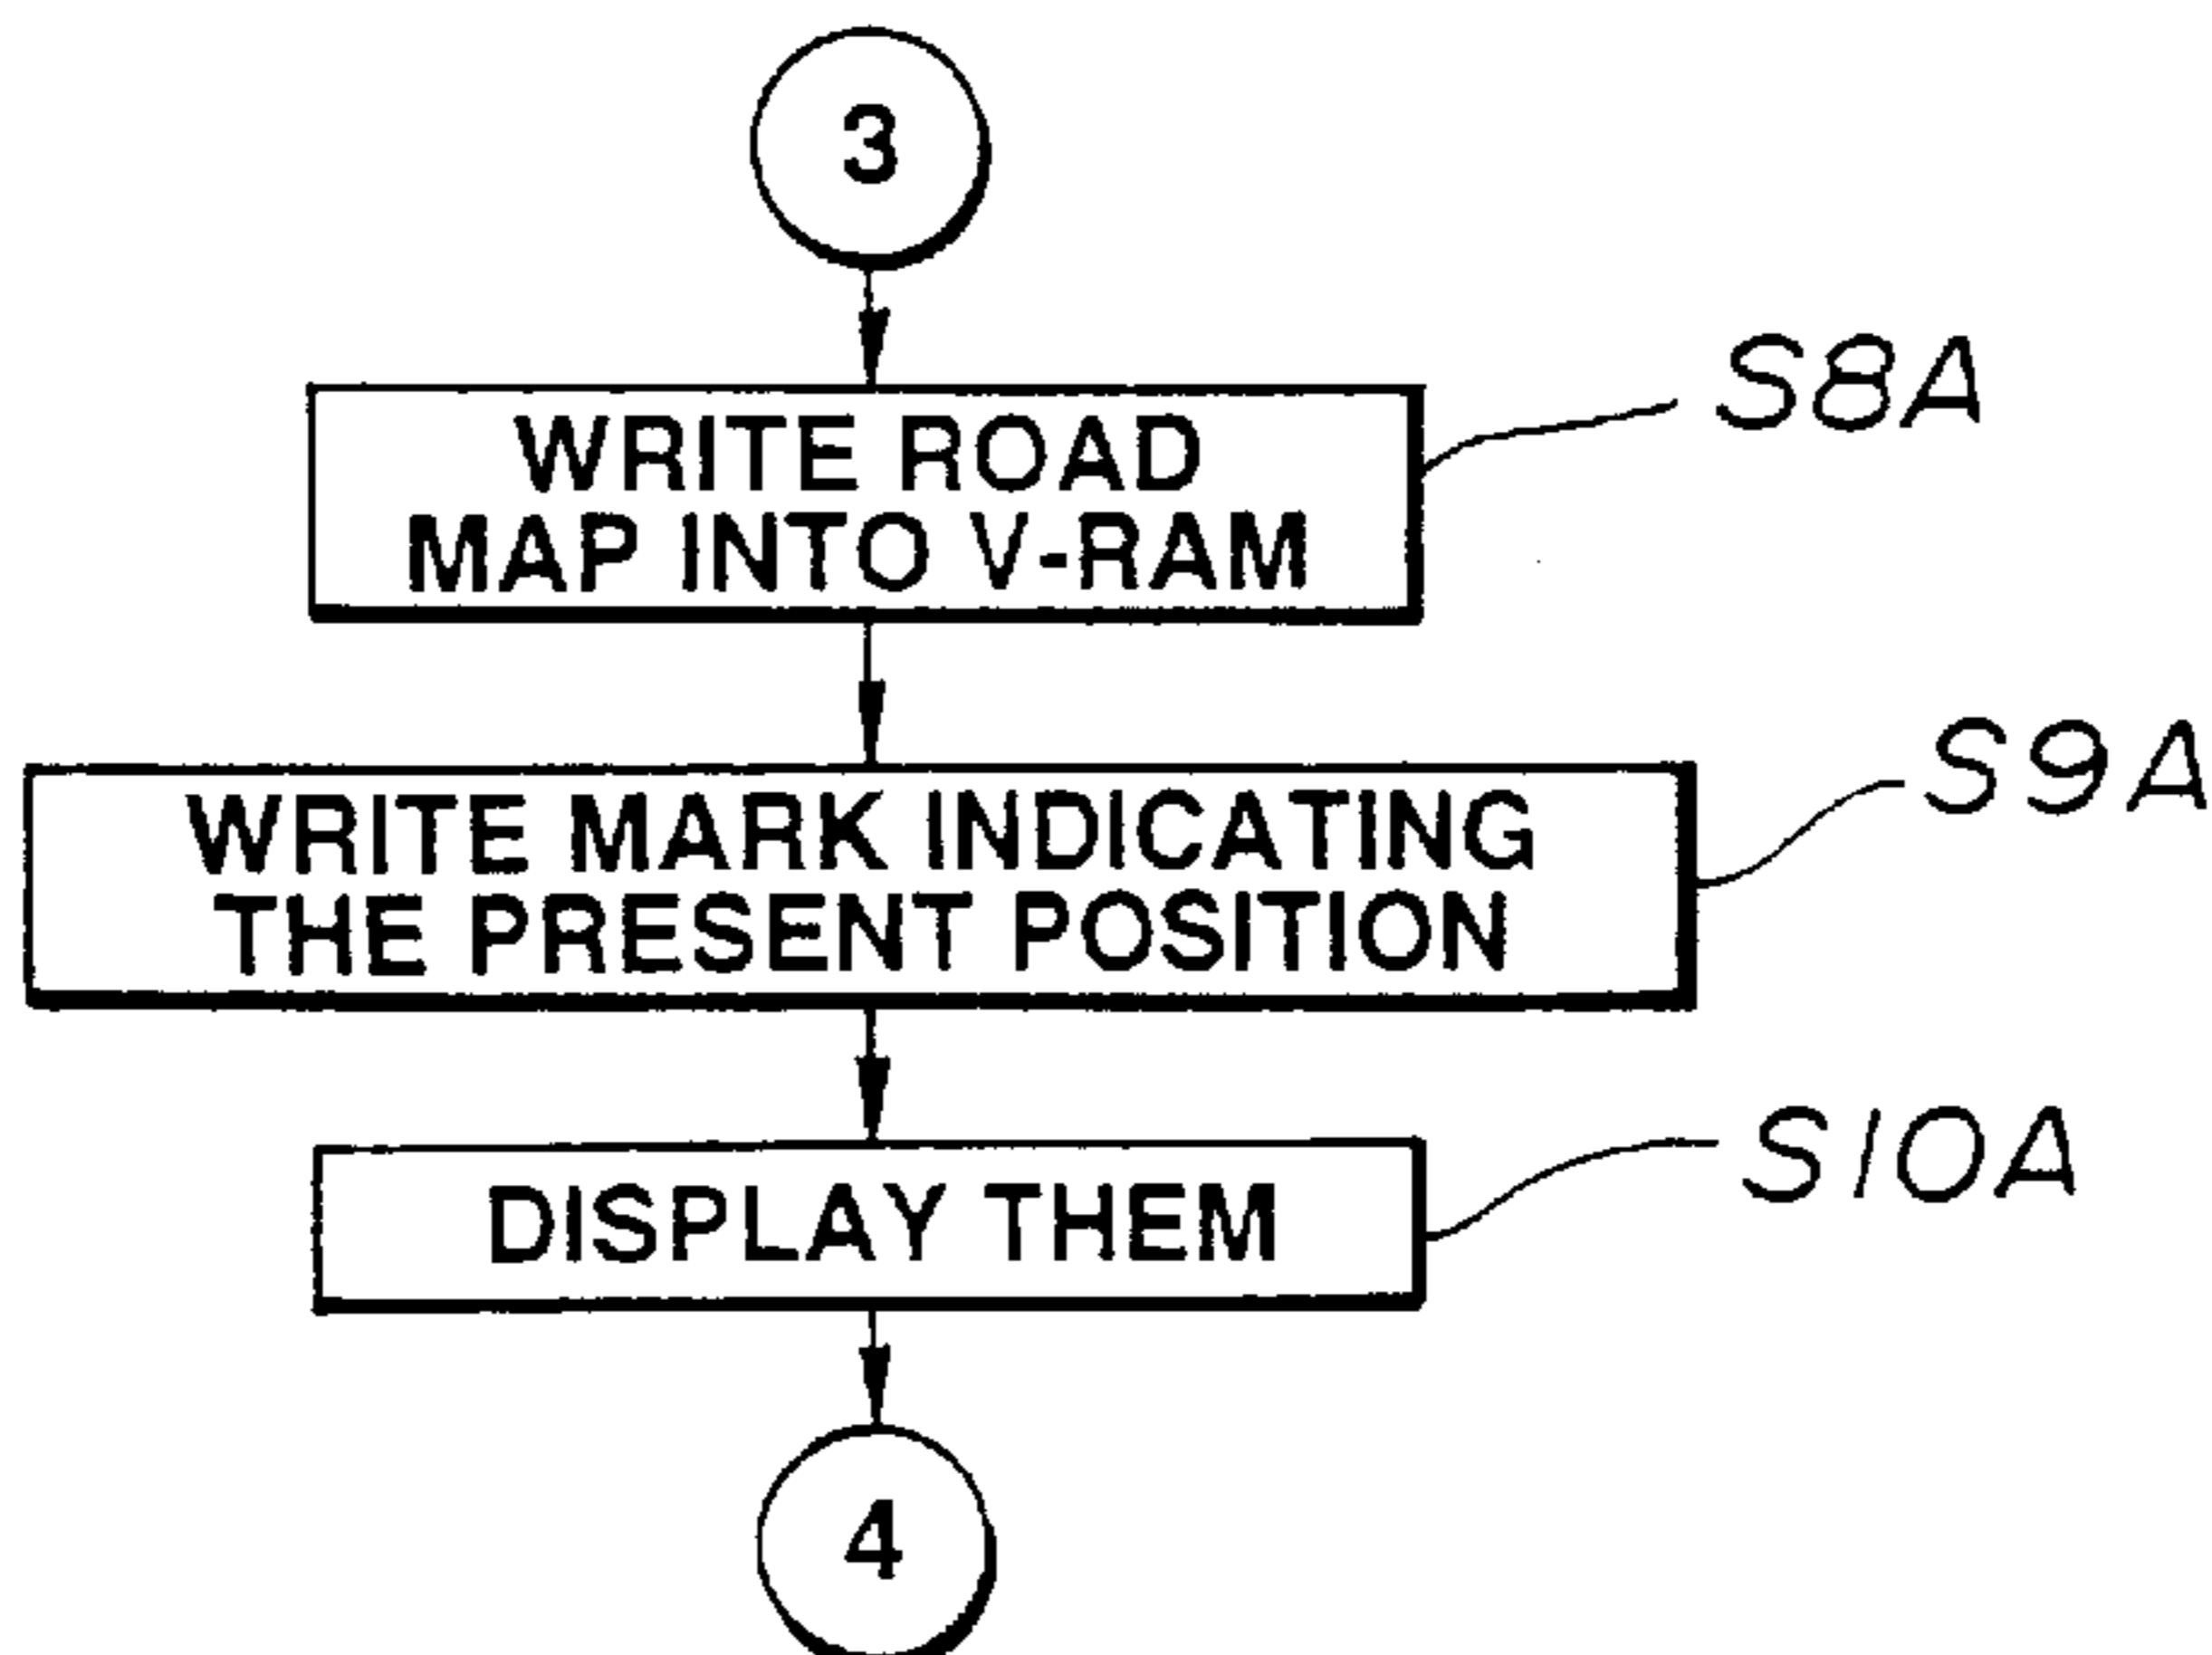 3
S8A
WRITE ROAD
MAP INTO V-RAM
S9A
WRITE MARK INDICATING
THE PRESENT POSITION
S10A
DISPLAY THEM
4